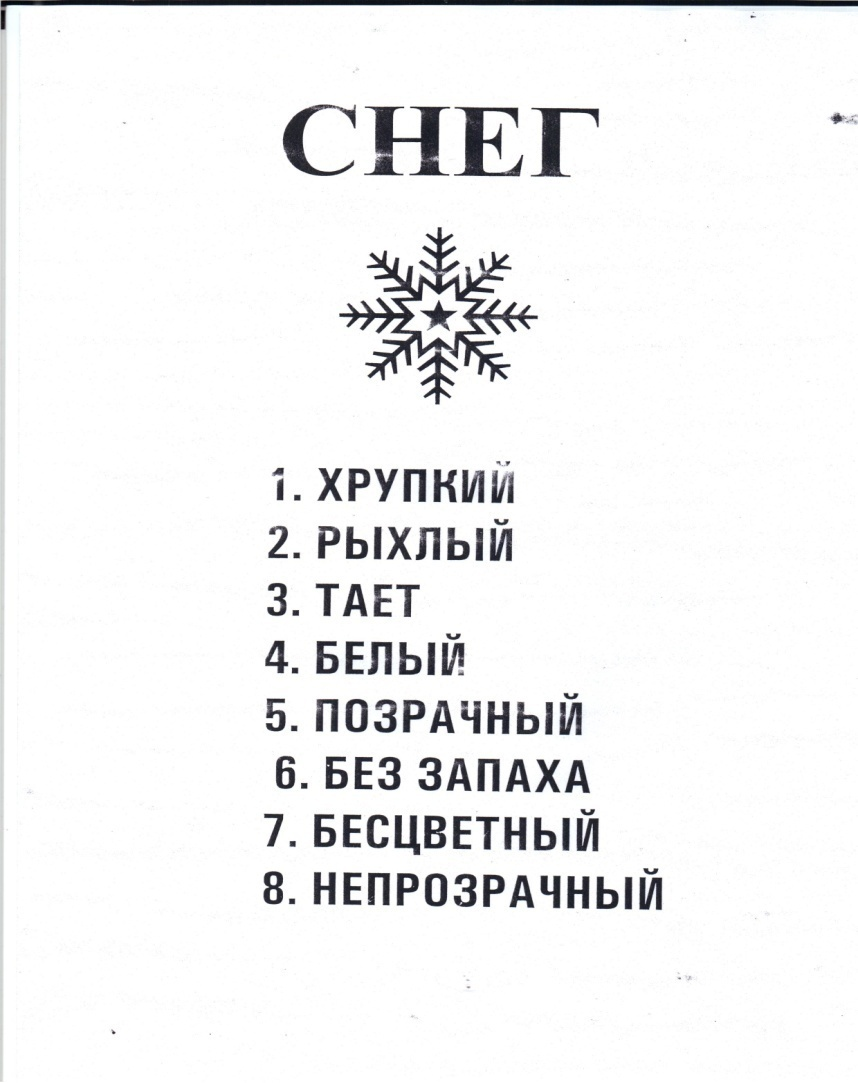 СНЕГ
1. ХРУПКИЙ
2. РЫХЛЫЙ
3. ТАЕТ
4. БЕЛЫЙ
5. ПОЗРАЧНЫЙ
6. БЕЗ ЗАПАХА
7. БЕСЦВЕТНЫЙ
8. НЕПРОЗРАЧНЫЙ